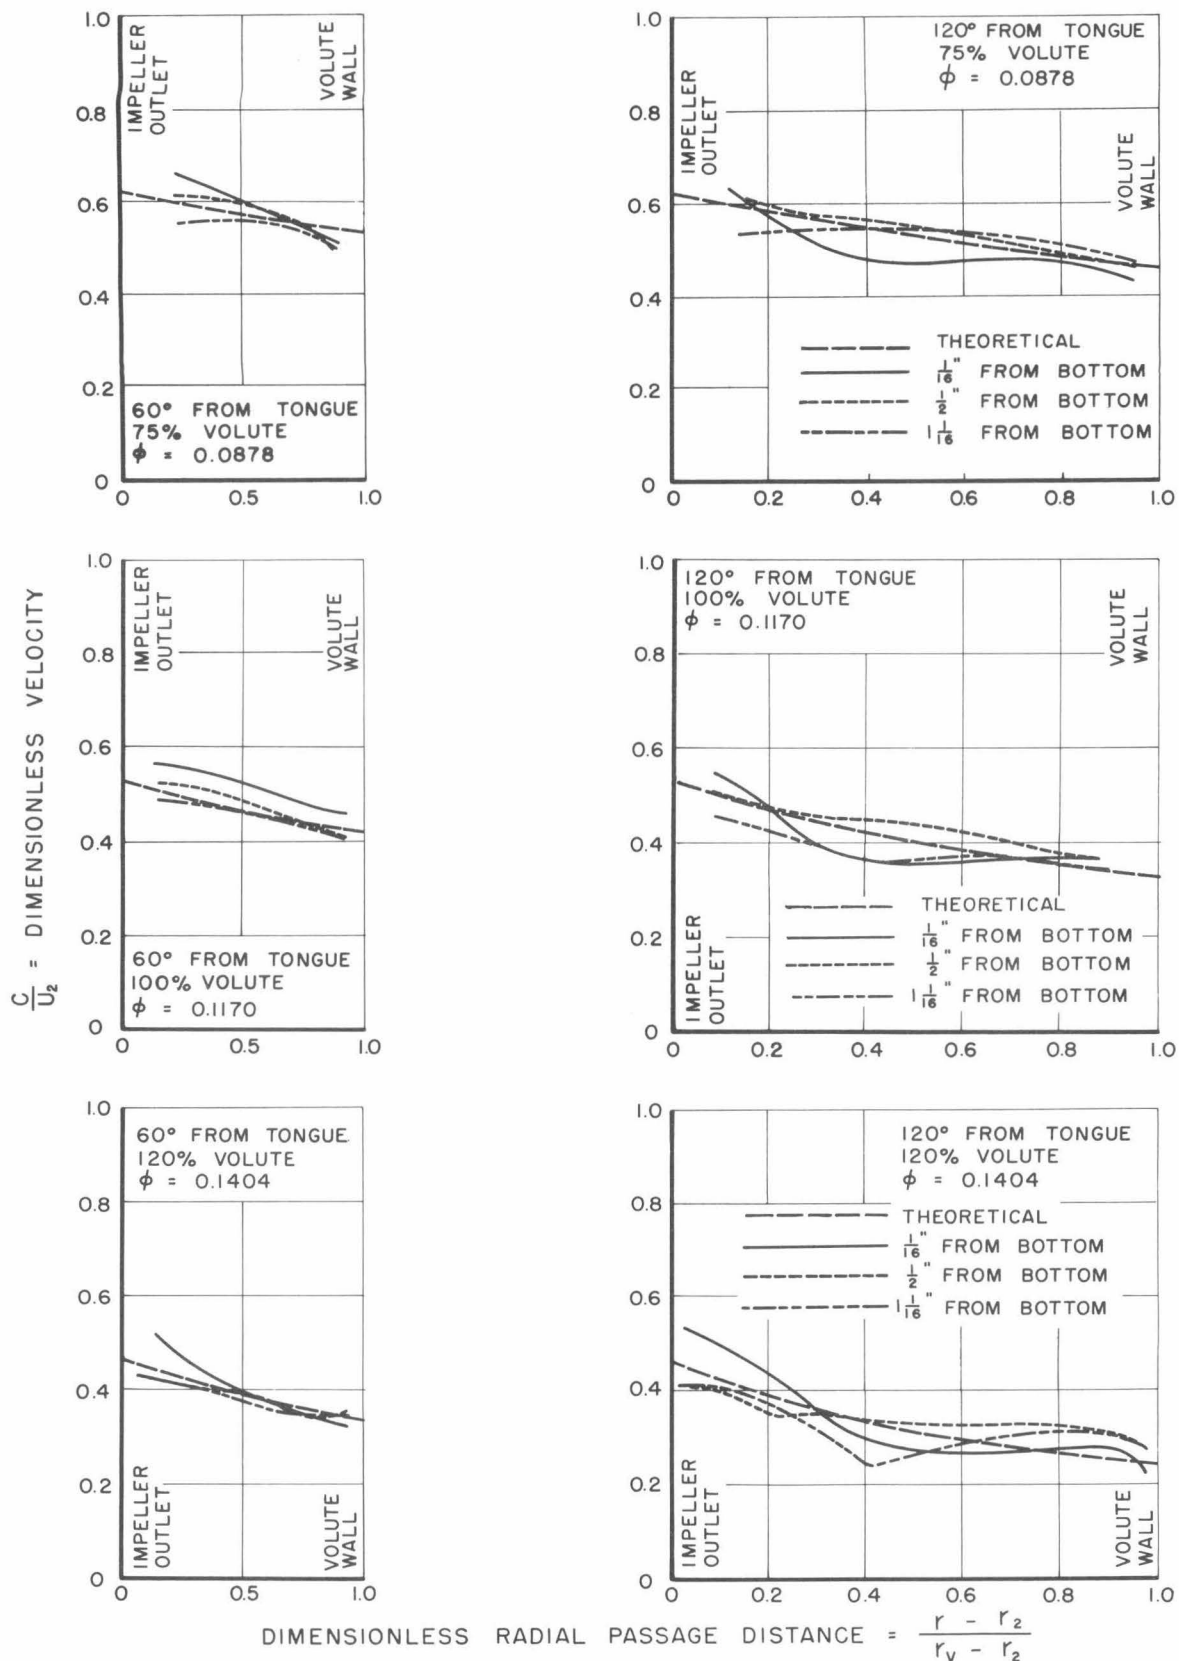 1.0
0.8
0.6
0.4
0.2
0
IMPELLER
OUTLET
VOLUTE
WALL
60° FROM TONGUE
75% VOLUTE
ϕ = 0.0878
0 0.5 1.0
1.0
0.8
0.6
0.4
0.2
0
IMPELLER
OUTLET
120° FROM TONGUE
75% VOLUTE
ϕ = 0.0878
VOLUTE
WALL
THEORETICAL
1/16" FROM BOTTOM
1/2" FROM BOTTOM
1 1/16 FROM BOTTOM
0 0.2 0.4 0.6 0.8 1.0
C/U₂ = DIMENSIONLESS VELOCITY
1.0
0.8
0.6
0.4
0.2
0
IMPELLER
OUTLET
VOLUTE
WALL
60° FROM TONGUE
100% VOLUTE
ϕ = 0.1170
0 0.5 1.0
1.0
0.8
0.6
0.4
0.2
0
120° FROM TONGUE
100% VOLUTE
ϕ = 0.1170
VOLUTE
WALL
IMPELLER
OUTLET
THEORETICAL
1/16" FROM BOTTOM
1/2" FROM BOTTOM
1 1/16" FROM BOTTOM
0 0.2 0.4 0.6 0.8 1.0
1.0
0.8
0.6
0.4
0.2
0
60° FROM TONGUE
120% VOLUTE
ϕ = 0.1404
IMPELLER
OUTLET
VOLUTE
WALL
0 0.5 1.0
1.0
0.8
0.6
0.4
0.2
0
120° FROM TONGUE
120% VOLUTE
ϕ = 0.1404
THEORETICAL
1/16" FROM BOTTOM
1/2" FROM BOTTOM
1 1/16" FROM BOTTOM
IMPELLER
OUTLET
VOLUTE
WALL
0 0.2 0.4 0.6 0.8 1.0
DIMENSIONLESS RADIAL PASSAGE DISTANCE = (r - r₂)/(rᵥ - r₂)